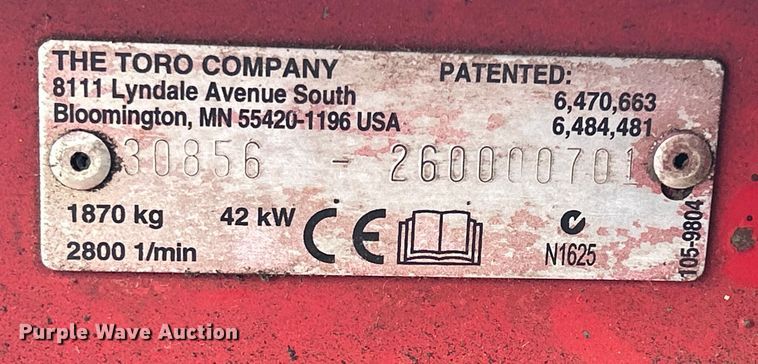 THE TORO COMPANY
8111 Lyndale Avenue South
Bloomington, MN 55420-1196 USA
PATENTED:
6,470,663
6,484,481
30856 - 260000701
1870 kg 42 kW
2800 1/min
CE
N1625
105-9804
Purple Wave Auction